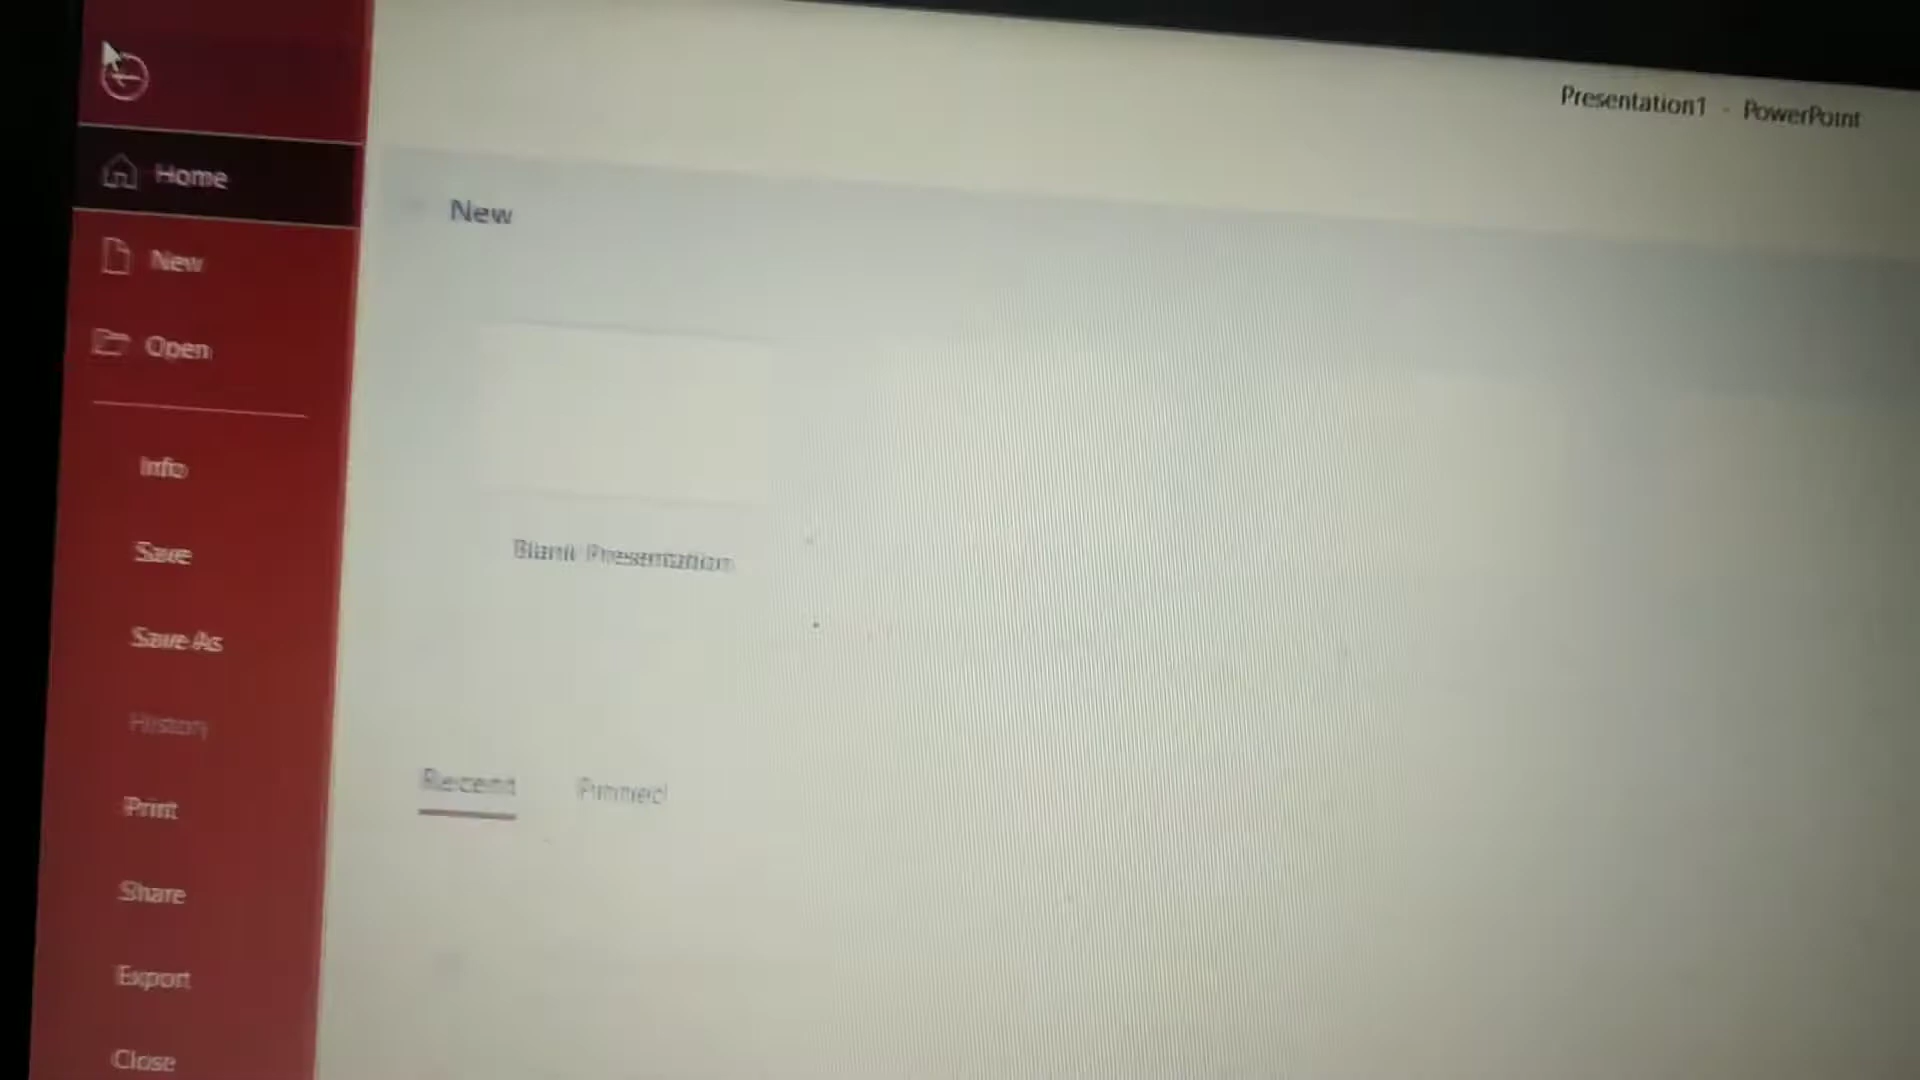 Presentation1 - PowerPoint
Home
New
New
Open
Info
Save
Blank Presentation
Save As
History
Recent Pinned
Print
Share
Export
Close